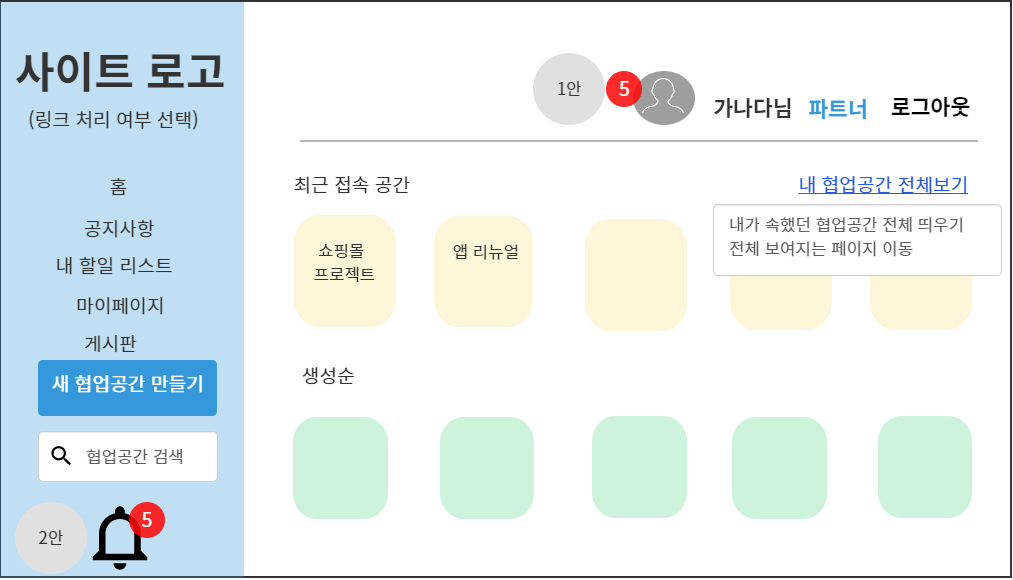 사이트 로고
(링크 처리 여부 선택)
홈
공지사항
내 할일 리스트
마이페이지
게시판
새 협업공간 만들기
협업공간 검색
2안
5
1안
5
가나다님 파트너 로그아웃
최근 접속 공간
내 협업공간 전체보기
내가 속했던 협업공간 전체 띄우기
전체 보여지는 페이지 이동
쇼핑몰
프로젝트
앱 리뉴얼
생성순